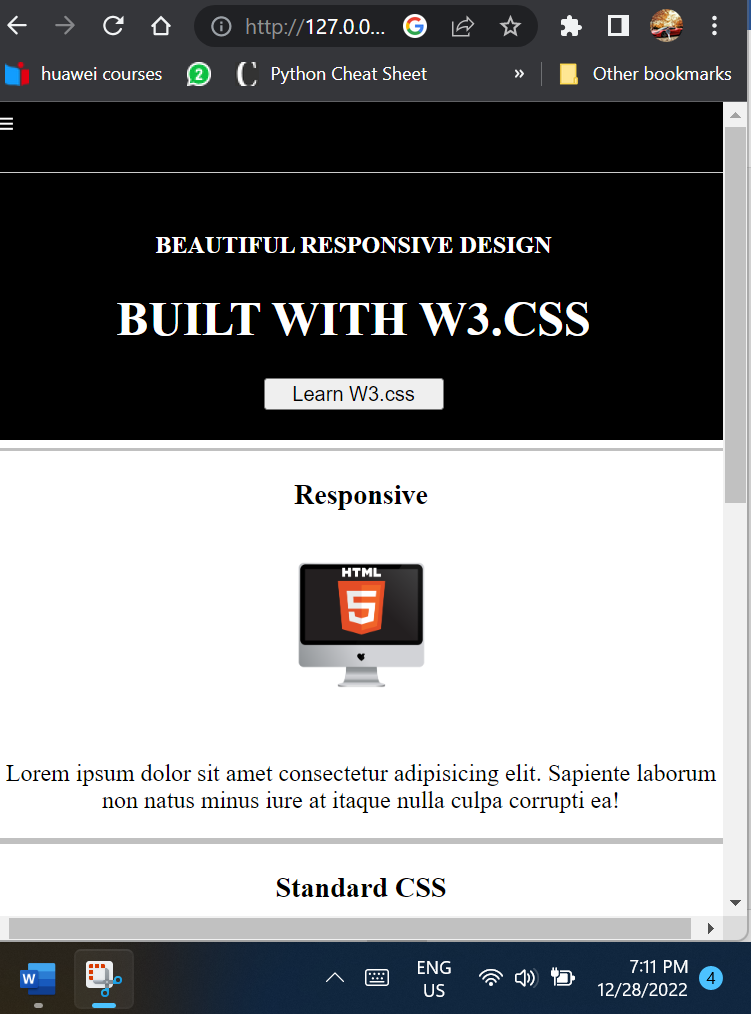 http://127.0.0...
huawei courses
2
Python Cheat Sheet
»
Other bookmarks
BEAUTIFUL RESPONSIVE DESIGN
BUILT WITH W3.CSS
Learn W3.css
Responsive
HTML
5
Lorem ipsum dolor sit amet consectetur adipisicing elit. Sapiente laborum
non natus minus iure at itaque nulla culpa corrupti ea!
Standard CSS
W
ENG
US
7:11 PM
12/28/2022
4